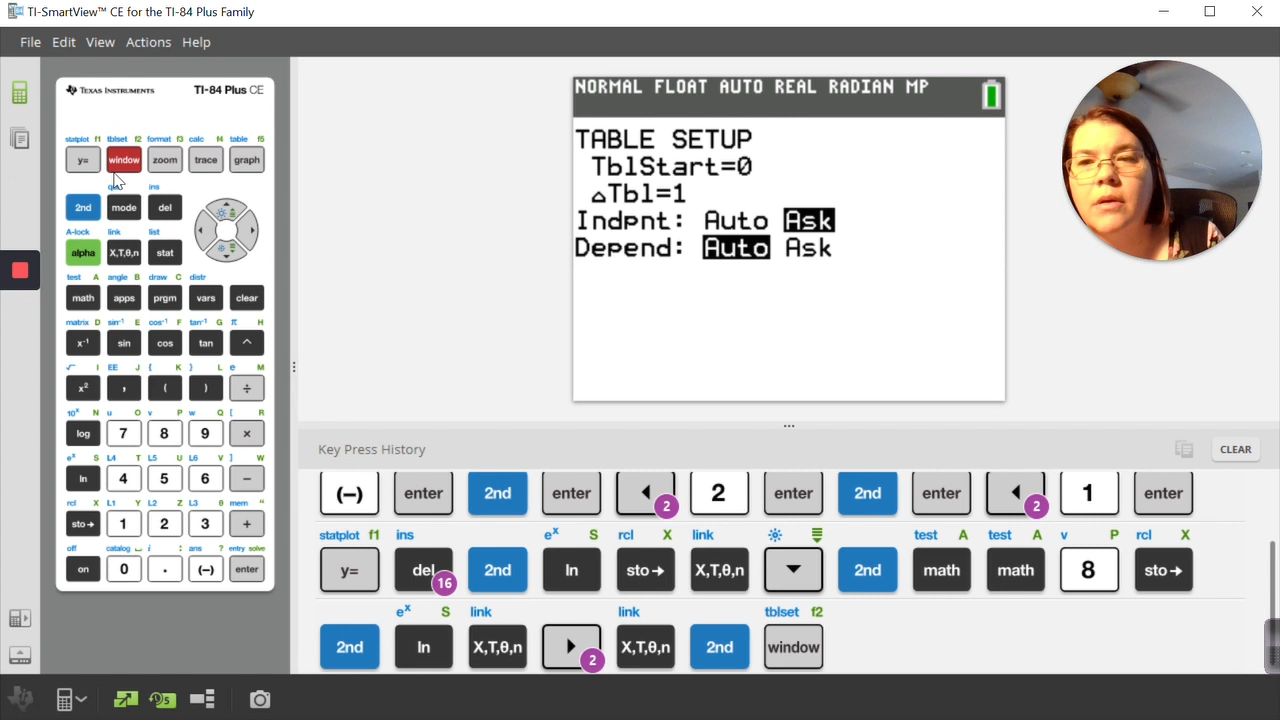 TI-SmartView™ CE for the TI-84 Plus Family
File Edit View Actions Help
TEXAS INSTRUMENTS TI-84 Plus CE
statplot f1 tblset f2 format f3 calc f4 table f5
y= window zoom trace graph
ins
2nd mode del
A-lock link list
alpha X,T,θ,n stat
test A angle B draw C distr
math apps prgm vars clear
matrix D sin⁻¹ E cos⁻¹ F tan⁻¹ G π H
x⁻¹ sin cos tan ^
√ I EE J { K } L e M
x² , ( ) ÷
10ˣ N u O v P w Q [ R
log 7 8 9 ×
eˣ S L4 T L5 U L6 V ] W
ln 4 5 6 −
rcl X L1 Y L2 Z L3 θ mem "
sto→ 1 2 3 +
off catalog ⎵ i : ans ? entry solve
on 0 . (−) enter
NORMAL FLOAT AUTO REAL RADIAN MP
TABLE SETUP
TblStart=0
△Tbl=1
Indpnt: Auto Ask
Depend: Auto Ask
Key Press History
CLEAR
(−) enter 2nd enter 2 2 enter 2nd enter 2 1 enter
statplot f1 ins eˣ S rcl X link test A test A v P rcl X
y= del 16 2nd ln sto→ X,T,θ,n 2nd math math 8 sto→
eˣ S link link tblset f2
2nd ln X,T,θ,n 2 X,T,θ,n 2nd window
5